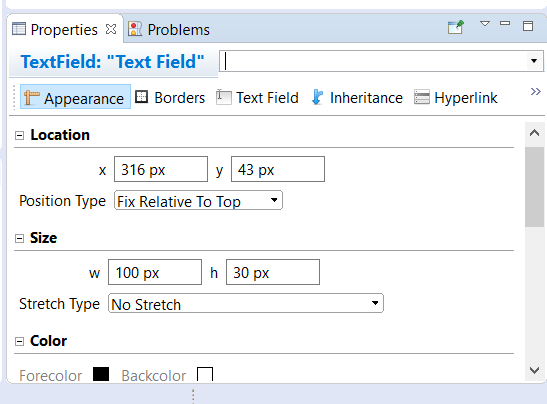 Properties Problems
TextField: "Text Field"
Appearance Borders Text Field Inheritance Hyperlink »
Location
x 316 px y 43 px
Position Type Fix Relative To Top
Size
w 100 px h 30 px
Stretch Type No Stretch
Color
Forecolor Backcolor